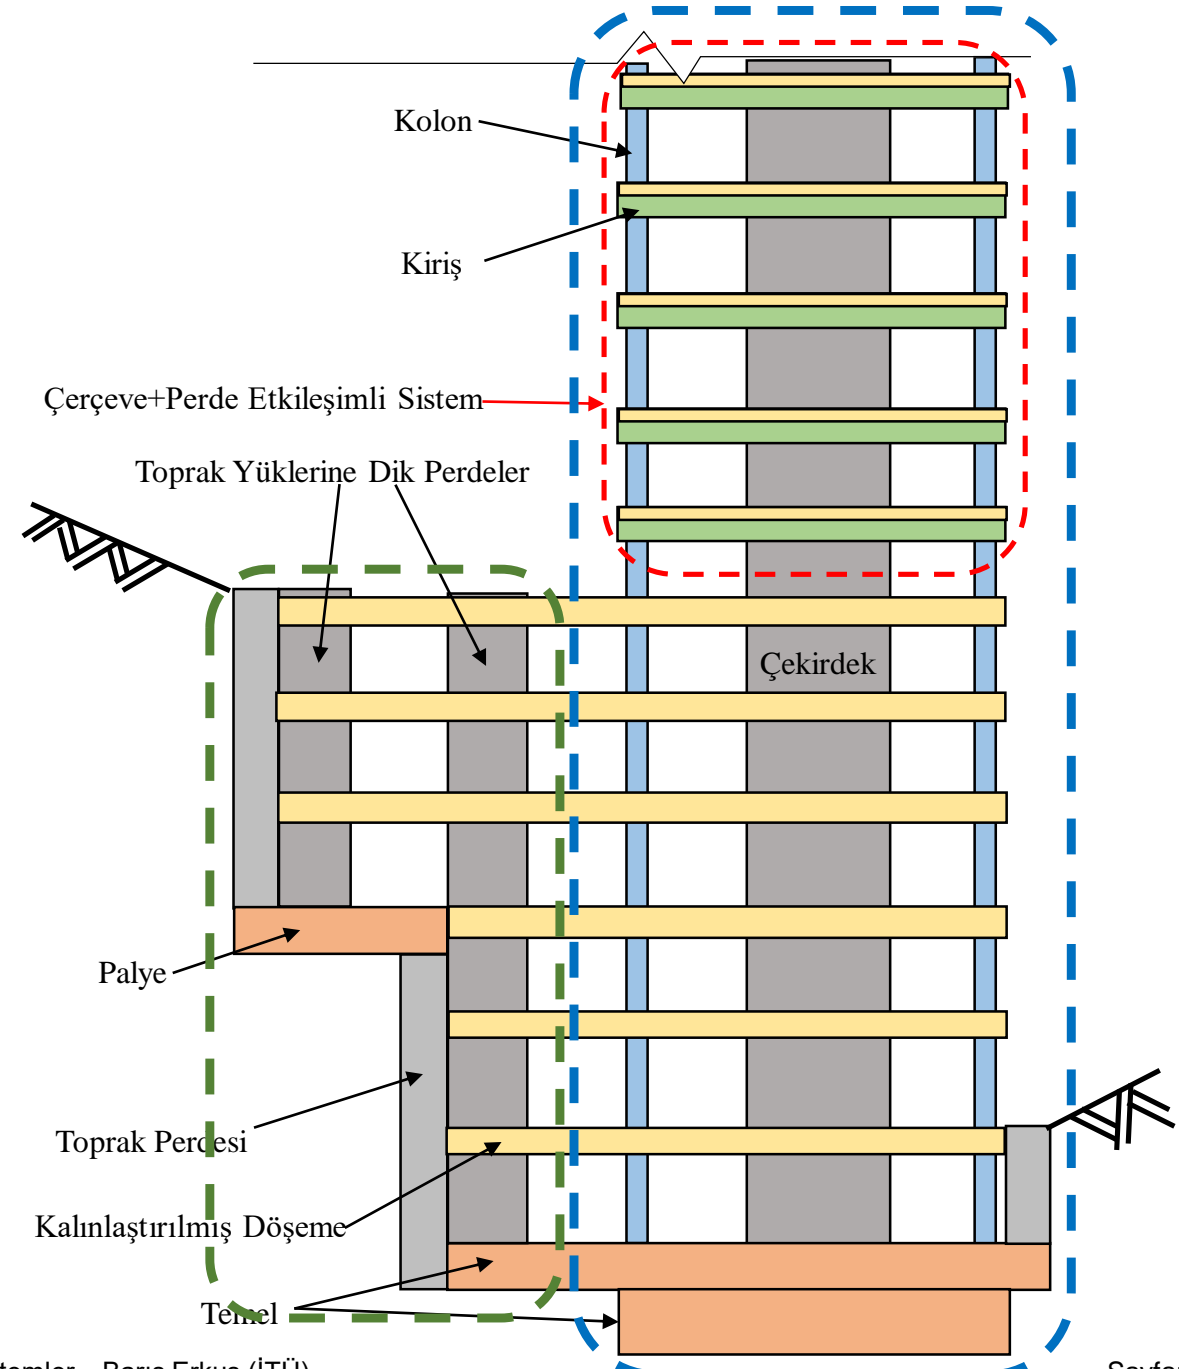 Kolon
Kiriş
Çerçeve+Perde Etkileşimli Sistem
Toprak Yüklerine Dik Perdeler
Çekirdek
Palye
Toprak Perdesi
Kalınlaştırılmış Döşeme
Temel